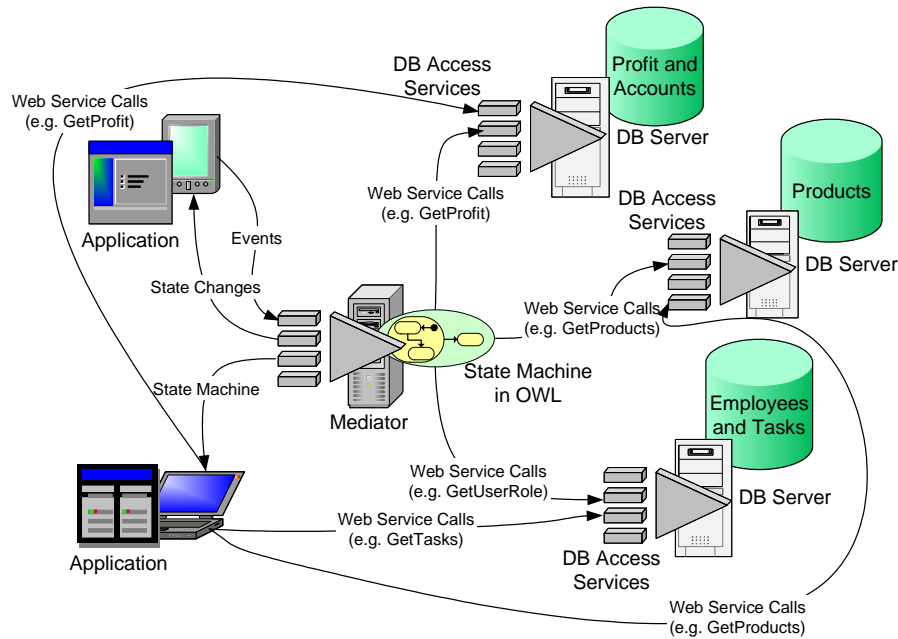 DB Access
Services
Profit and
Accounts
DB Server
Web Service Calls
(e.g. GetProfit)
Application
Events
State Changes
Web Service Calls
(e.g. GetProfit)
DB Access
Services
Products
DB Server
Web Service Calls
(e.g. GetProducts)
State Machine
Mediator
State Machine
in OWL
Employees
and Tasks
DB Server
Web Service Calls
(e.g. GetUserRole)
Web Service Calls
(e.g. GetTasks)
Application
DB Access
Services
Web Service Calls
(e.g. GetProducts)